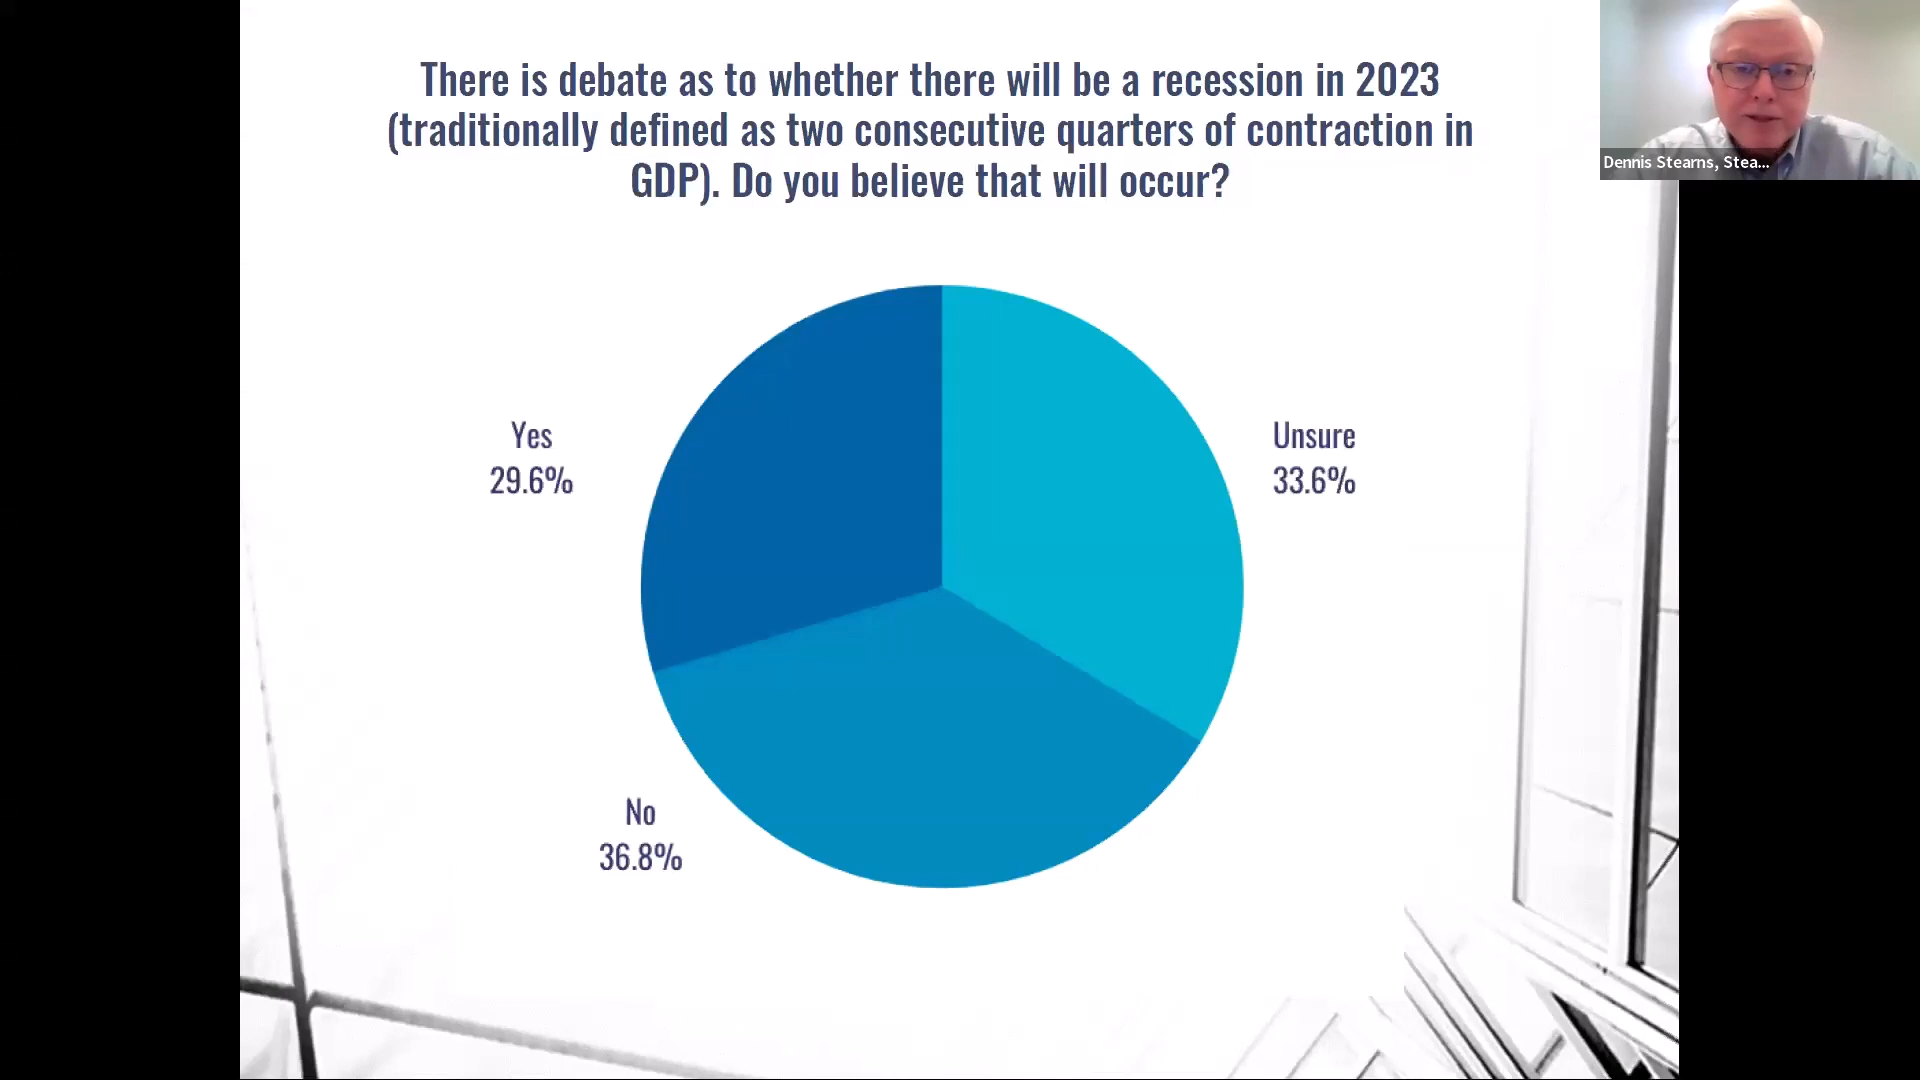 There is debate as to whether there will be a recession in 2023
(traditionally defined as two consecutive quarters of contraction in
GDP). Do you believe that will occur?
Dennis Stearns, Stea...
Yes
29.6%
Unsure
33.6%
No
36.8%